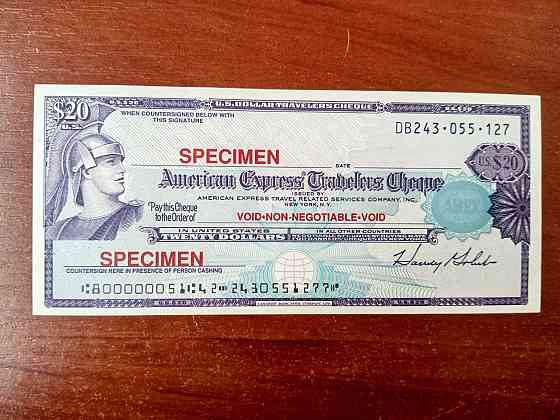 U.S. DOLLAR TRAVELERS CHEQUE
$20
U.S.
WHEN COUNTERSIGNED BELOW WITH
THIS SIGNATURE
DB243·055·127
SPECIMEN
DATE
U.S. $20
American Express Travelers Cheque
ISSUED BY
AMERICAN EXPRESS TRAVEL RELATED SERVICES COMPANY, INC.
NEW YORK, N.Y.
Pay this Cheque
to the Order of
VOID·NON-NEGOTIABLE·VOID
IN UNITED STATES
IN ALL OTHER COUNTRIES
TWENTY DOLLARS
SPECIMEN
COUNTERSIGN HERE IN PRESENCE OF PERSON CASHING
⑆800000051⑆42⑈2430551277⑈